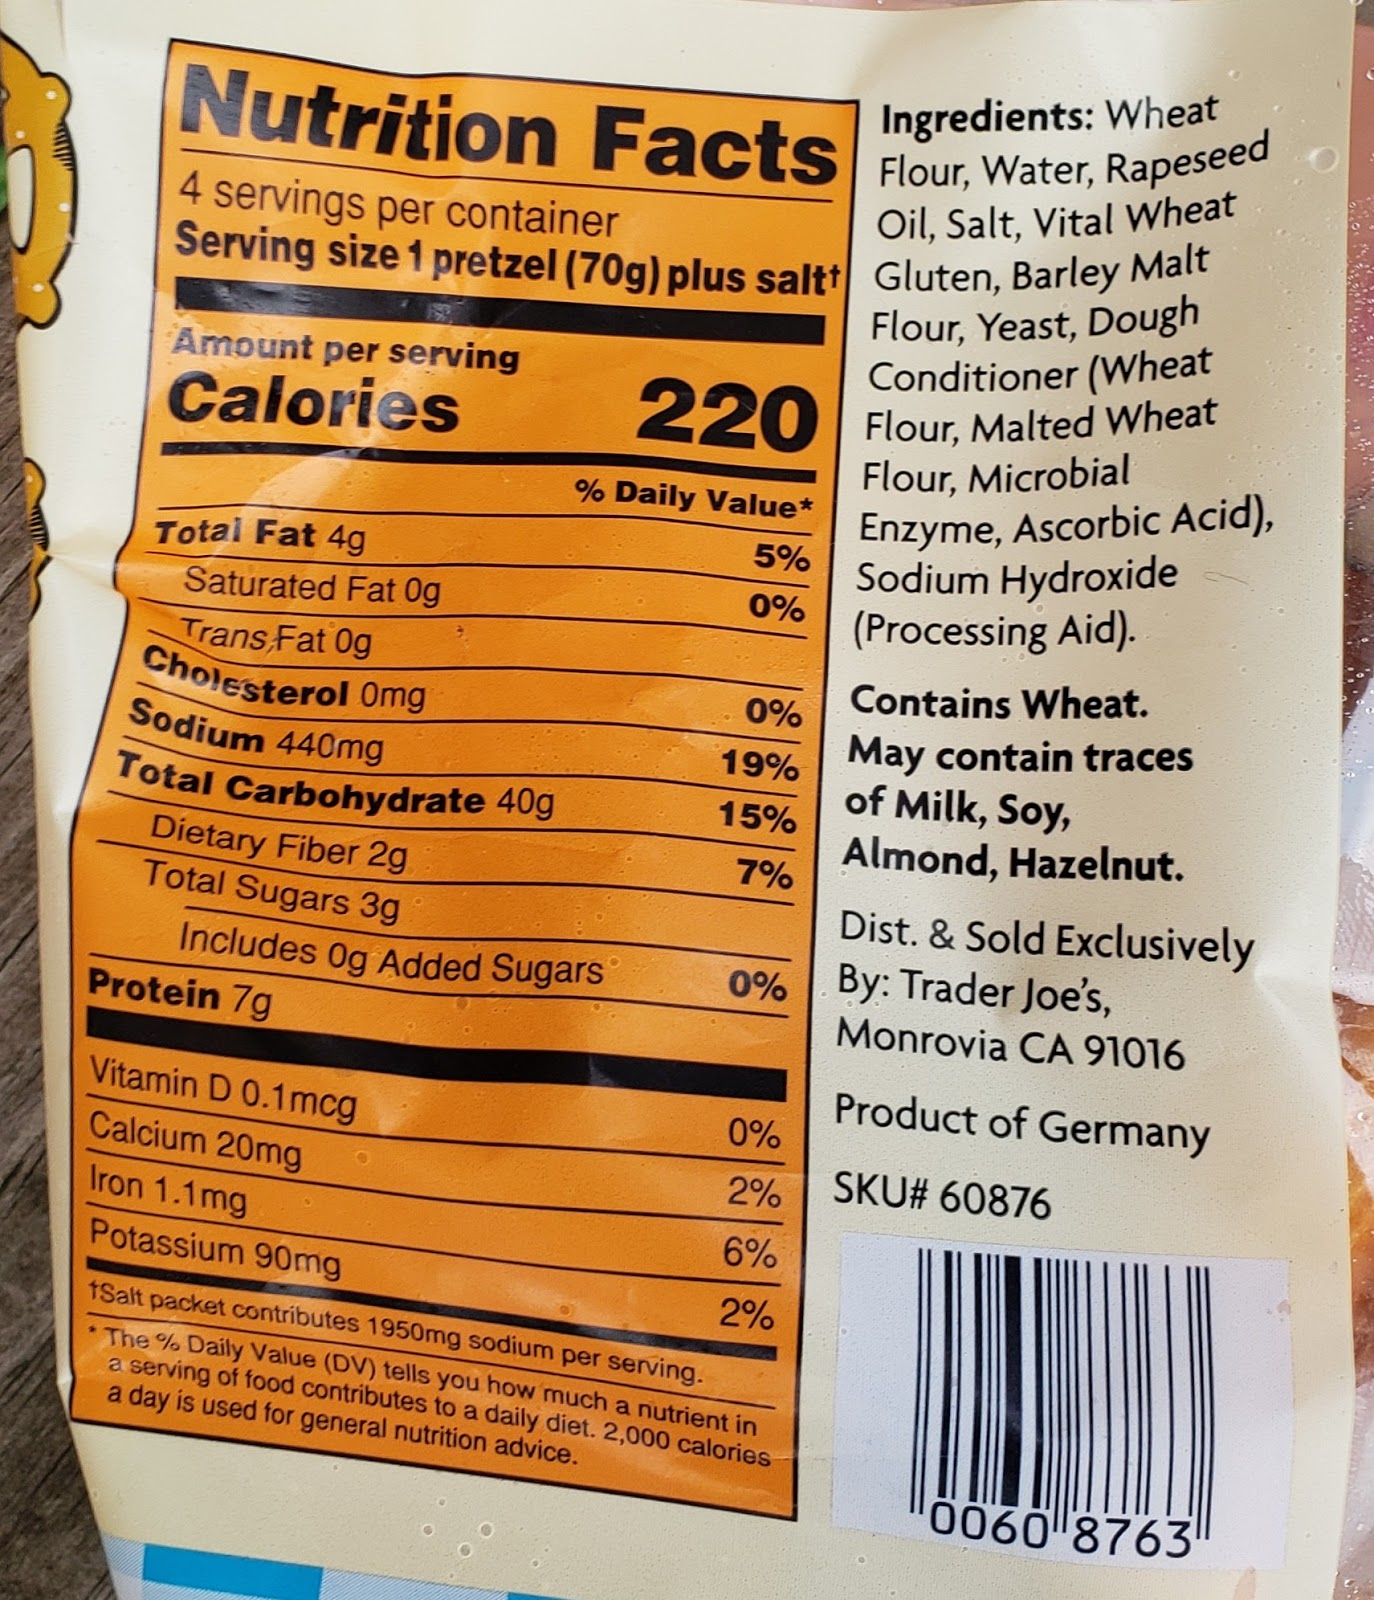 Nutrition Facts
4 servings per container
Serving size 1 pretzel (70g) plus salt†
Amount per serving
Calories 220
% Daily Value*
Total Fat 4g 5%
Saturated Fat 0g 0%
Trans Fat 0g
Cholesterol 0mg 0%
Sodium 440mg 19%
Total Carbohydrate 40g 15%
Dietary Fiber 2g 7%
Total Sugars 3g
Includes 0g Added Sugars 0%
Protein 7g
Vitamin D 0.1mcg 0%
Calcium 20mg 2%
Iron 1.1mg 6%
Potassium 90mg 2%
†Salt packet contributes 1950mg sodium per serving.
* The % Daily Value (DV) tells you how much a nutrient in
a serving of food contributes to a daily diet. 2,000 calories
a day is used for general nutrition advice.
Ingredients: Wheat
Flour, Water, Rapeseed
Oil, Salt, Vital Wheat
Gluten, Barley Malt
Flour, Yeast, Dough
Conditioner (Wheat
Flour, Malted Wheat
Flour, Microbial
Enzyme, Ascorbic Acid),
Sodium Hydroxide
(Processing Aid).
Contains Wheat.
May contain traces
of Milk, Soy,
Almond, Hazelnut.
Dist. & Sold Exclusively
By: Trader Joe's,
Monrovia CA 91016
Product of Germany
SKU# 60876
0060 8763